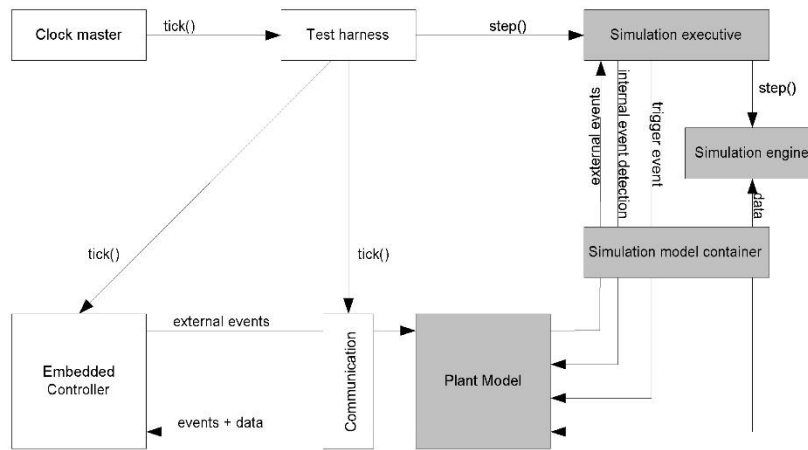 Clock master
tick()
Test harness
step()
Simulation executive
external events
internal event detection
trigger event
step()
Simulation engine
data
Simulation model container
tick()
tick()
Embedded
Controller
external events
events + data
Communication
Plant Model